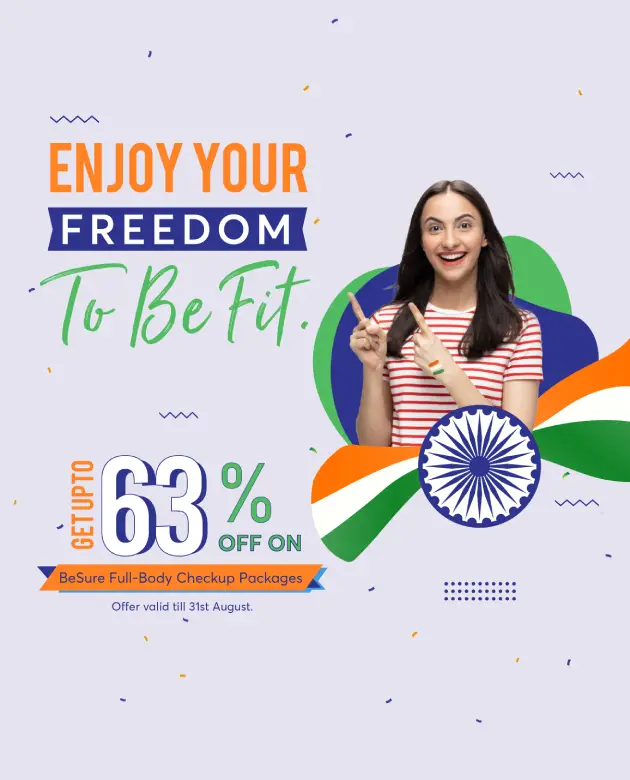 ENJOY YOUR
FREEDOM
To Be Fit.
GET UPTO
63%
OFF ON
BeSure Full-Body Checkup Packages
Offer valid till 31st August.